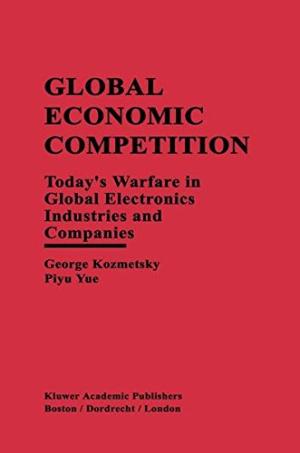 GLOBAL
ECONOMIC
COMPETITION
Today's Warfare in
Global Electronics
Industries and
Companies
George Kozmetsky
Piyu Yue
Kluwer Academic Publishers
Boston / Dordrecht / London